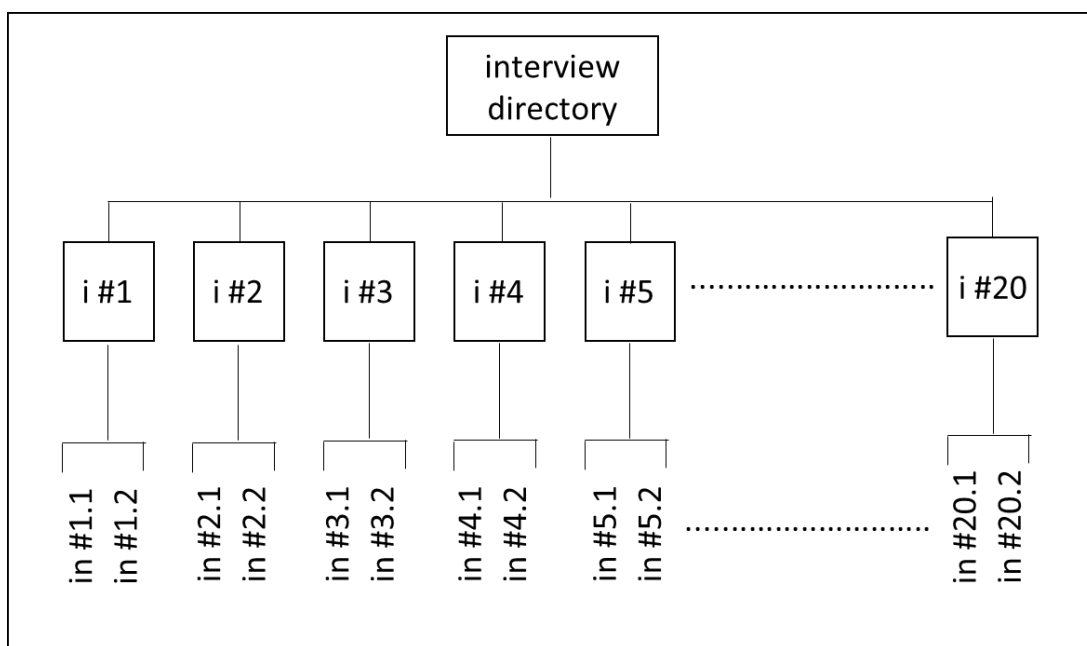 interview
directory
i #1
i #2
i #3
i #4
i #5
i #20
in #1.1
in #1.2
in #2.1
in #2.2
in #3.1
in #3.2
in #4.1
in #4.2
in #5.1
in #5.2
in #20.1
in #20.2